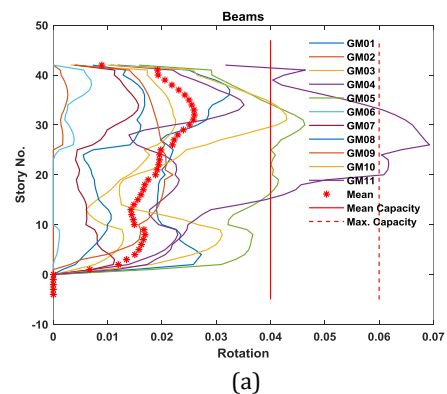 Beams
50
40
30
20
10
0
-10
Story No.
GM01
GM02
GM03
GM04
GM05
GM06
GM07
GM08
GM09
GM10
GM11
Mean
Mean Capacity
Max. Capacity
0 0.01 0.02 0.03 0.04 0.05 0.06 0.07
Rotation
(a)